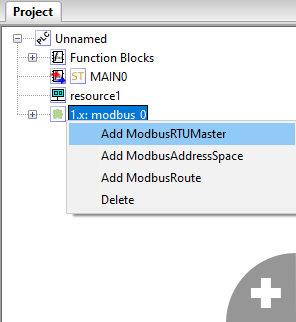 Project
Unnamed
Function Blocks
ST MAIN0
resource1
1.x: modbus_0
Add ModbusRTUMaster
Add ModbusAddressSpace
Add ModbusRoute
Delete